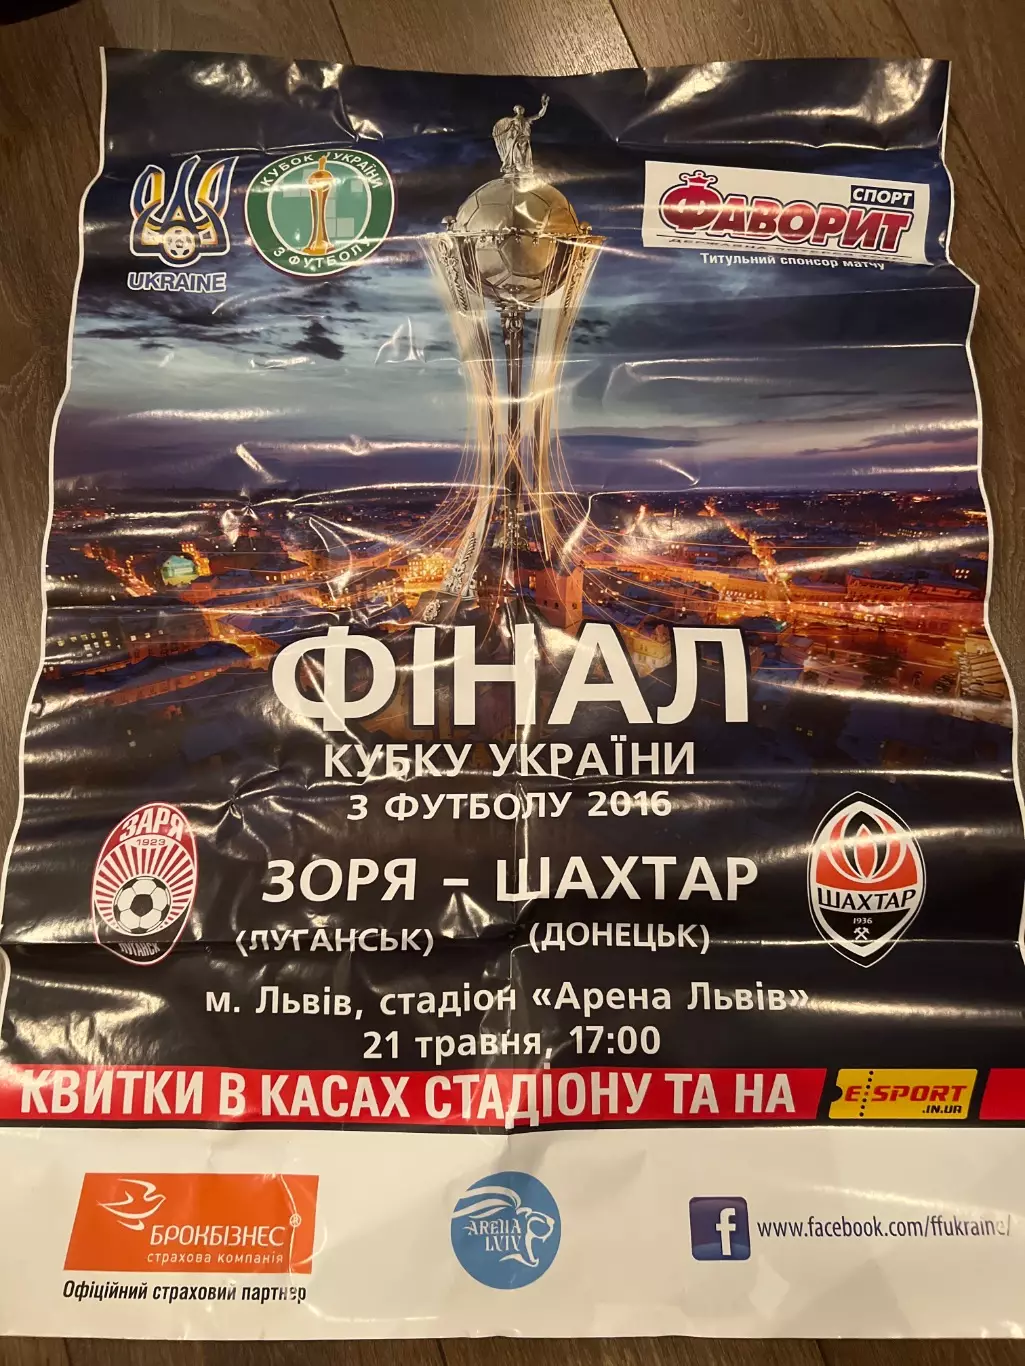 UKRAINE
КУБОК УКРАЇНИ
З ФУТБОЛУ
СПОРТ
ФАВОРИТ
Титульний спонсор матчу
ФІНАЛ
КУБКУ УКРАЇНИ
З ФУТБОЛУ 2016
ЗАРЯ
1923
ЛУГАНСК
ЗОРЯ – ШАХТАР
(ЛУГАНСЬК) (ДОНЕЦЬК)
ШАХТАР
1936
м. Львів, стадіон «Арена Львів»
21 травня, 17:00
КВИТКИ В КАСАХ СТАДІОНУ ТА НА
E SPORT
.IN.UA
БРОКБІЗНЕС®
страхова компанія
Офіційний страховий партнер
ARENA
LVIV
f
www.facebook.com/ffukraine/